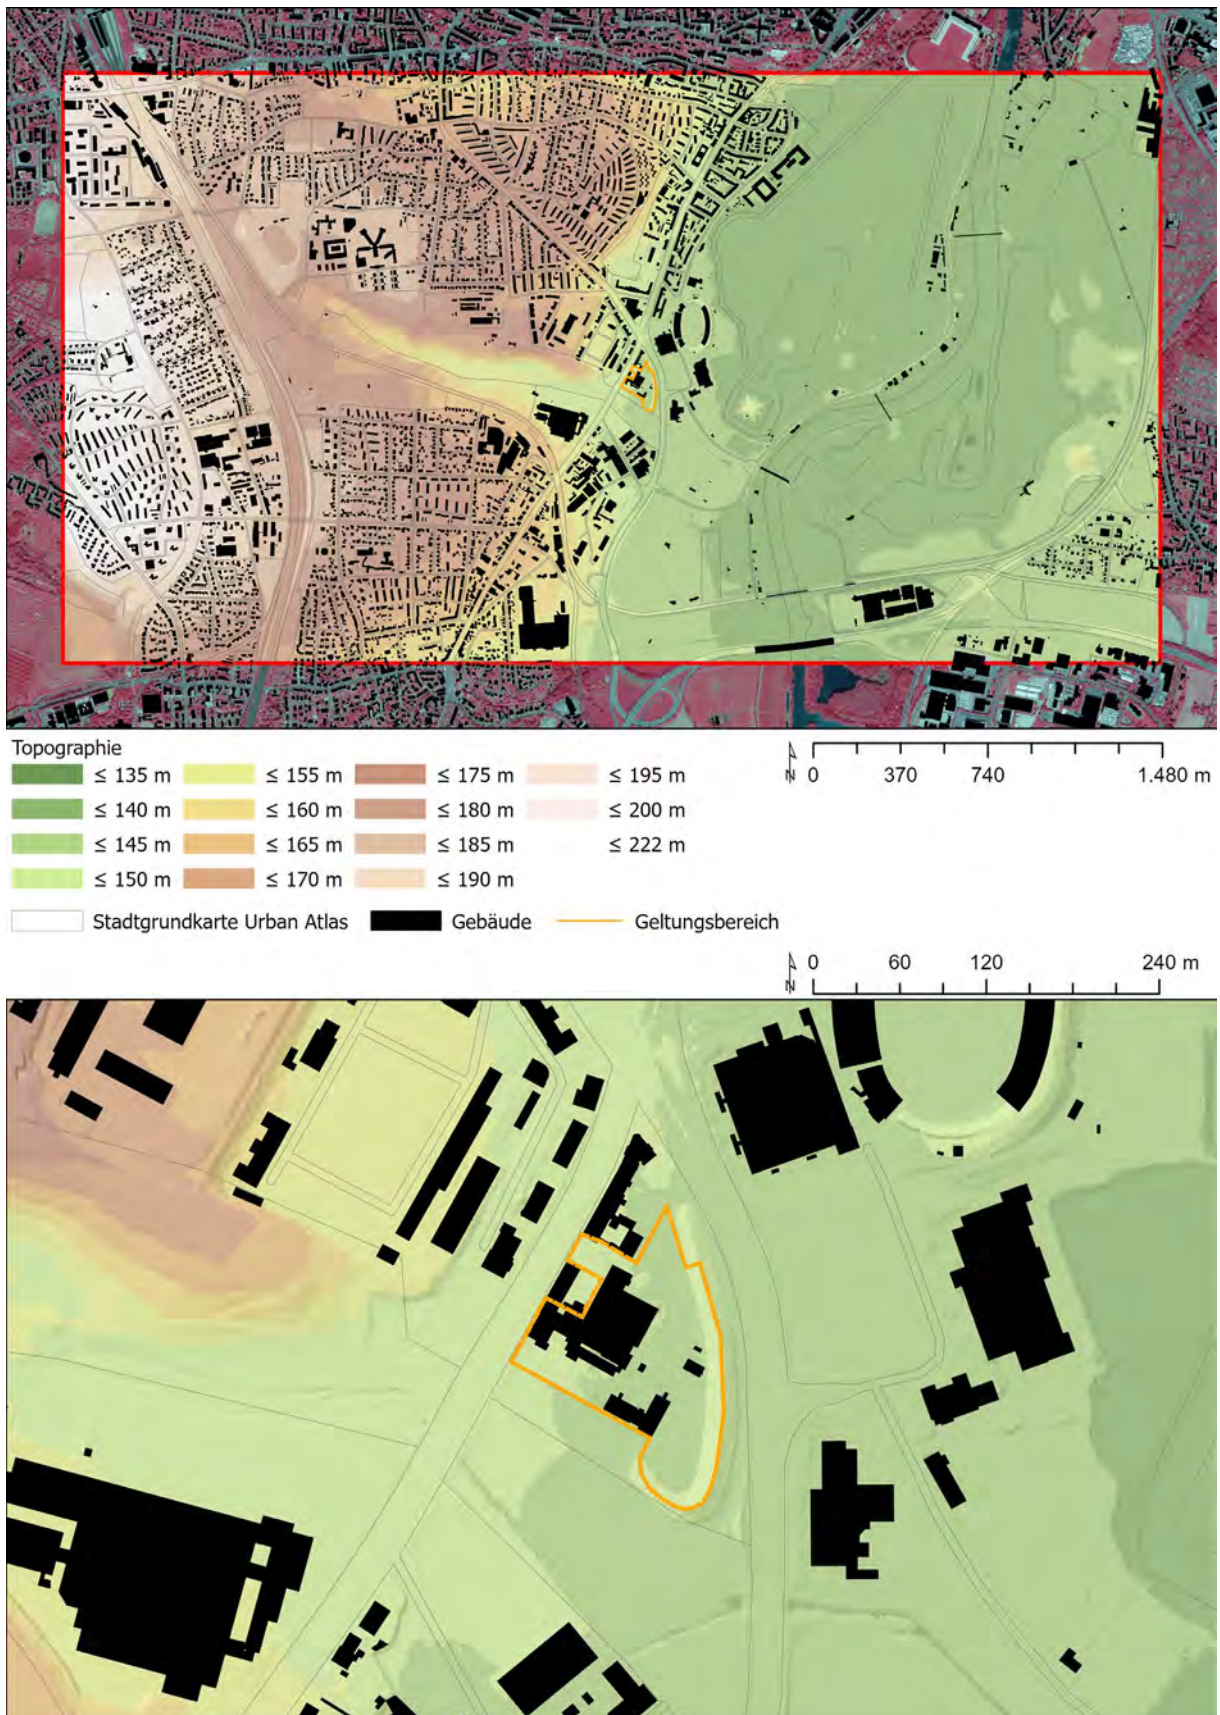 Topographie
≤ 135 m ≤ 155 m ≤ 175 m ≤ 195 m
≤ 140 m ≤ 160 m ≤ 180 m ≤ 200 m
≤ 145 m ≤ 165 m ≤ 185 m ≤ 222 m
≤ 150 m ≤ 170 m ≤ 190 m
Stadtgrundkarte Urban Atlas Gebäude Geltungsbereich
N 0 370 740 1.480 m
N 0 60 120 240 m